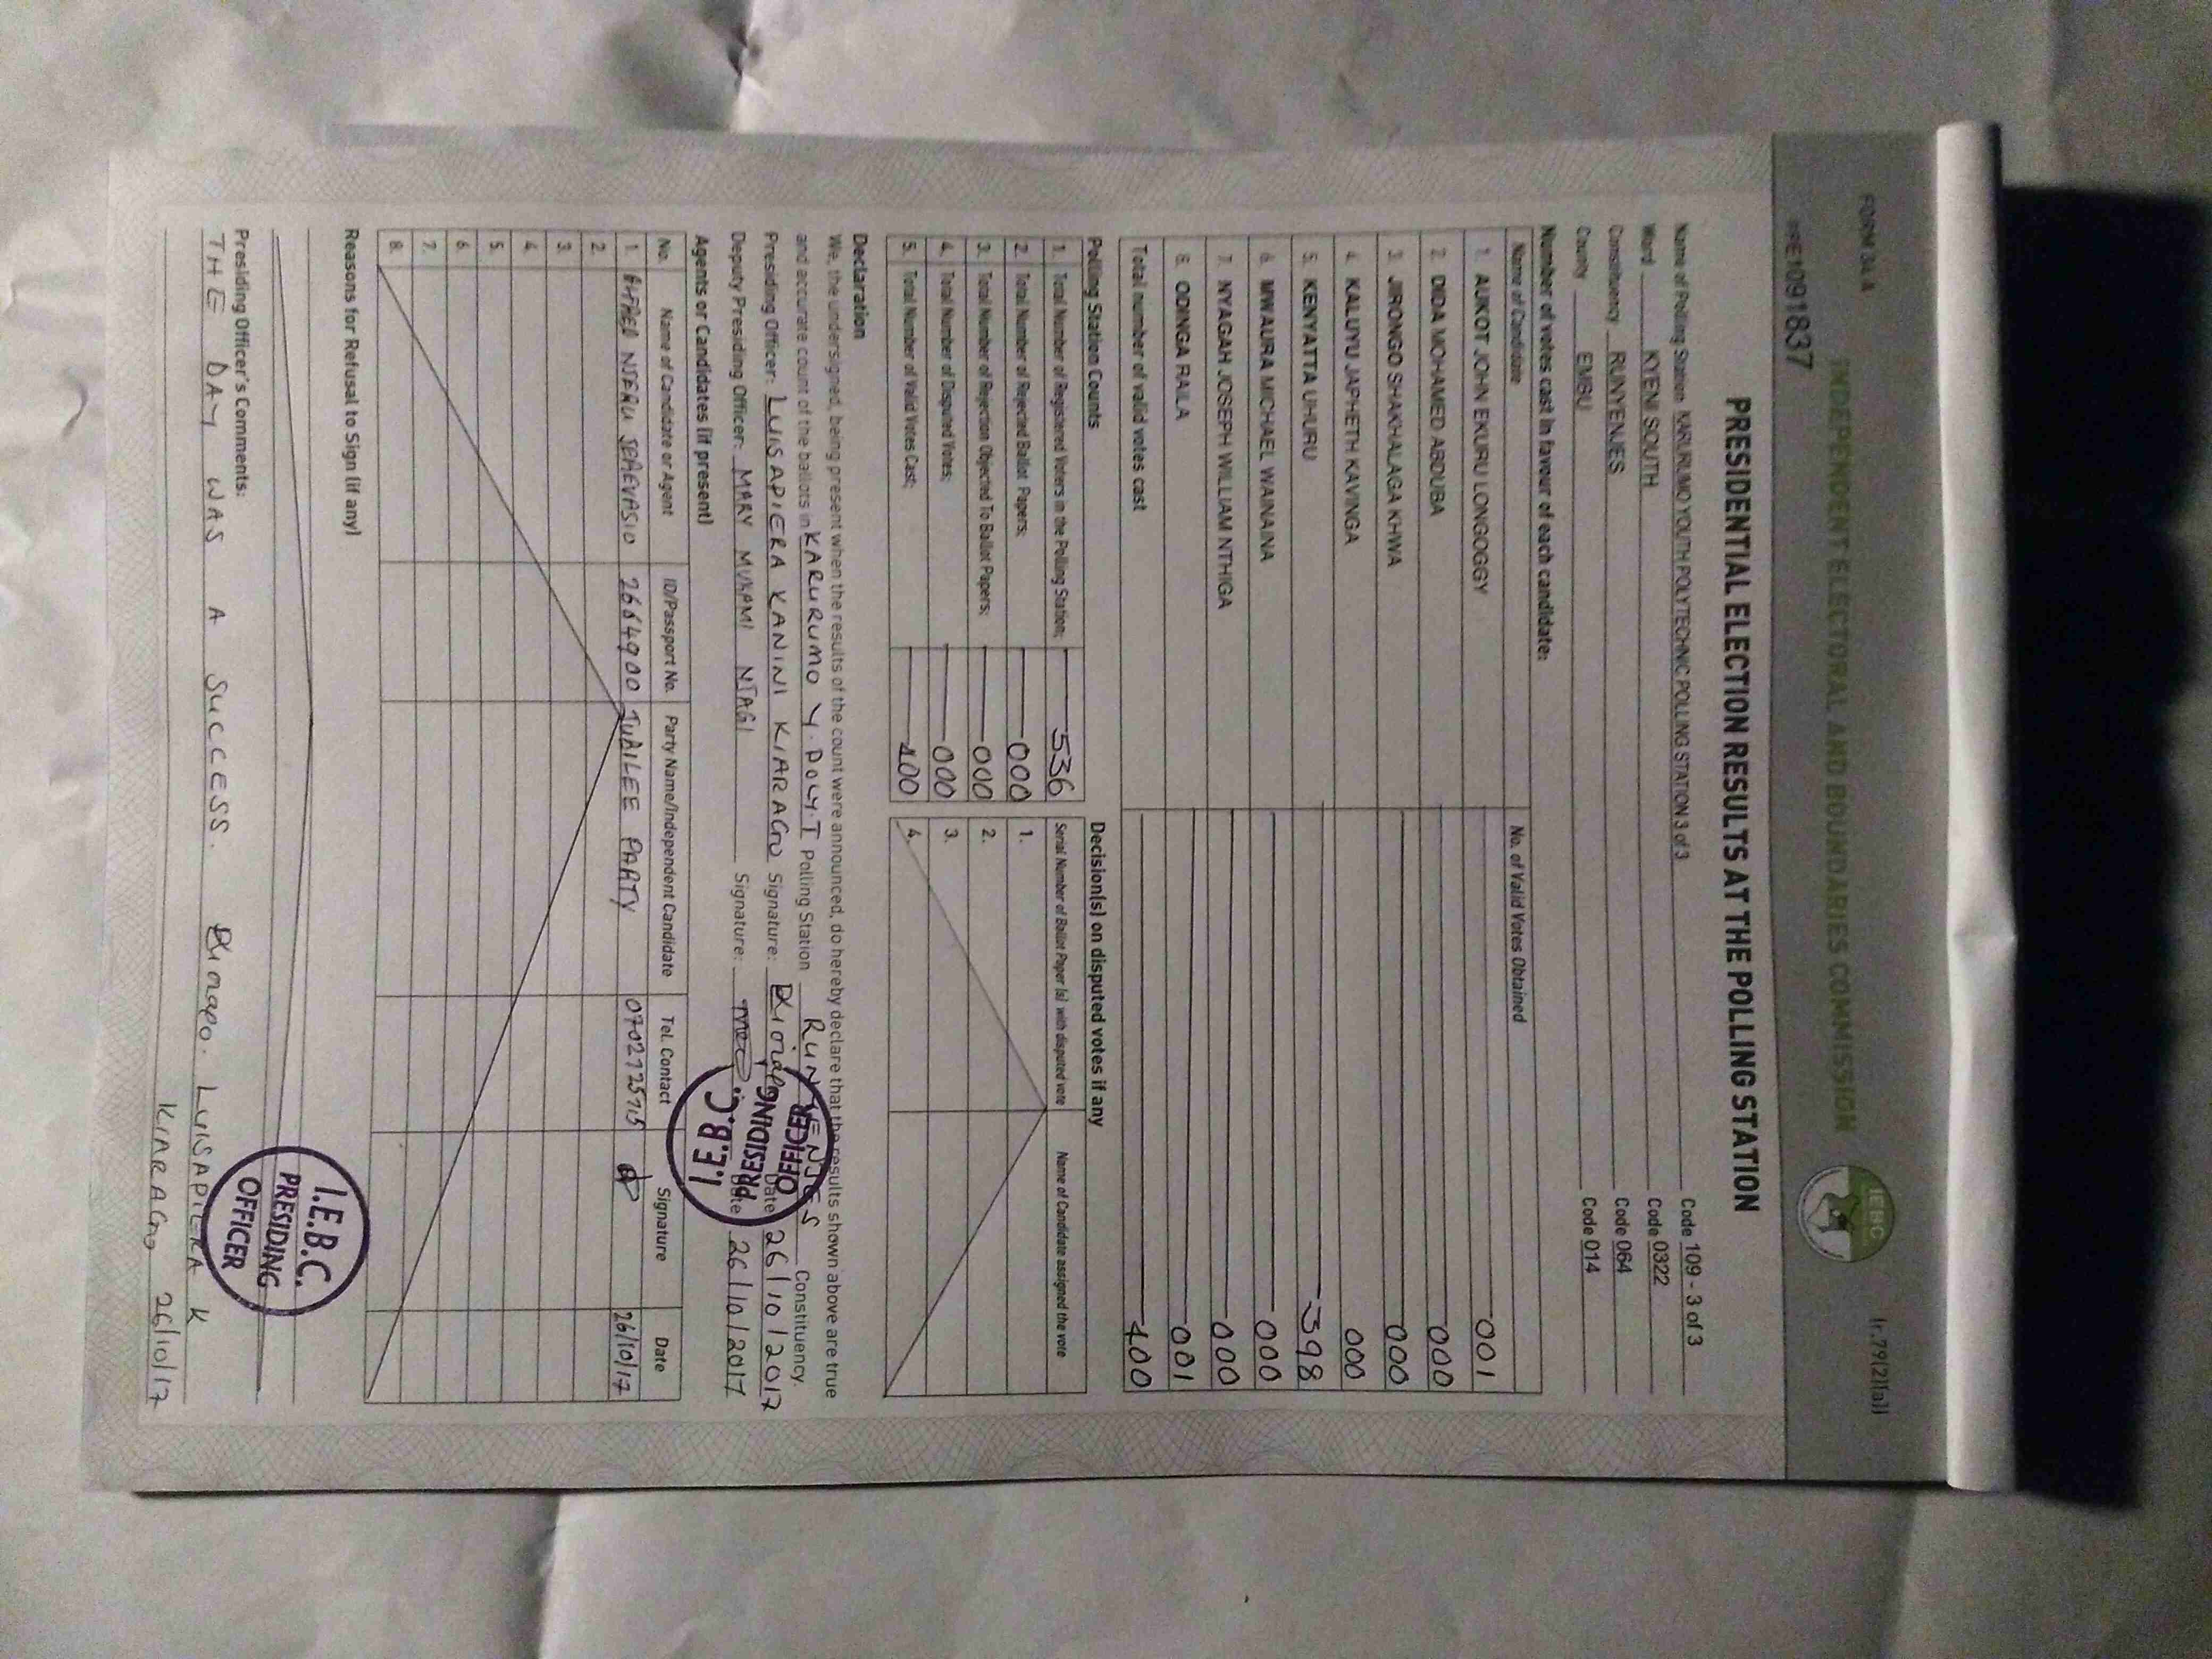 FORM 34 A
(r.79(2)(a))
INDEPENDENT ELECTORAL AND BOUNDARIES COMMISSION
IEBC
PRE1091837
PRESIDENTIAL ELECTION RESULTS AT THE POLLING STATION
Name of Polling Station KARURUMO YOUTH POLYTECHNIC POLLING STATION 3 of 3 Code 109 - 3 of 3
Ward KYENI SOUTH Code 0322
Constituency RUNYENJES Code 064
County EMBU Code 014
Number of votes cast in favour of each candidate:
Name of Candidate No. of Valid Votes Obtained
1. AUKOT JOHN EKURU LONGOGGY 001
2. DIDA MOHAMED ABDUBA 000
3. JIRONGO SHAKHALAGA KHWA 000
4. KALUYU JAPHETH KAVINGA 000
5. KENYATTA UHURU 398
6. MWAURA MICHAEL WAINAINA 000
7. NYAGAH JOSEPH WILLIAM NTHIGA 000
8. ODINGA RAILA 001
Total number of valid votes cast 400
Polling Station Counts
1. Total Number of Registered Voters in the Polling Station; 536
2. Total Number of Rejected Ballot Papers; 000
3. Total Number of Rejection Objected To Ballot Papers; 000
4. Total Number of Disputed Votes; 000
5. Total Number of Valid Votes Cast; 400
Decision(s) on disputed votes if any
Serial Number of Ballot Paper (s) with disputed vote Name of Candidate assigned the vote
1.
2.
3.
4.
Declaration
We, the undersigned, being present when the results of the count were announced, do hereby declare that the results shown above are true
and accurate count of the ballots in KARURUMO Y. POLY.T Polling Station RUNYENJES Constituency.
Presiding Officer: LUISAPIERA KANINI KIARAGO Signature: Date 26/10/2017
Deputy Presiding Officer: MARY MUKAMI NJAGI Signature: Date 26/10/2017
I.E.B.C.
PRESIDING
OFFICER
Agents or Candidates (if present)
No. Name of Candidate or Agent ID/Passport No. Party Name/Independent Candidate Tel. Contact Signature Date
1. NJERU 2664900 JUBILEE PARTY 26/10/17
2.
3.
4.
5.
6.
7.
8.
Reasons for Refusal to Sign (if any)
Presiding Officer's Comments:
THE DAY WAS A SUCCESS. LUISAPIERA K
KIARAGO 26/10/17
I.E.B.C.
PRESIDING
OFFICER